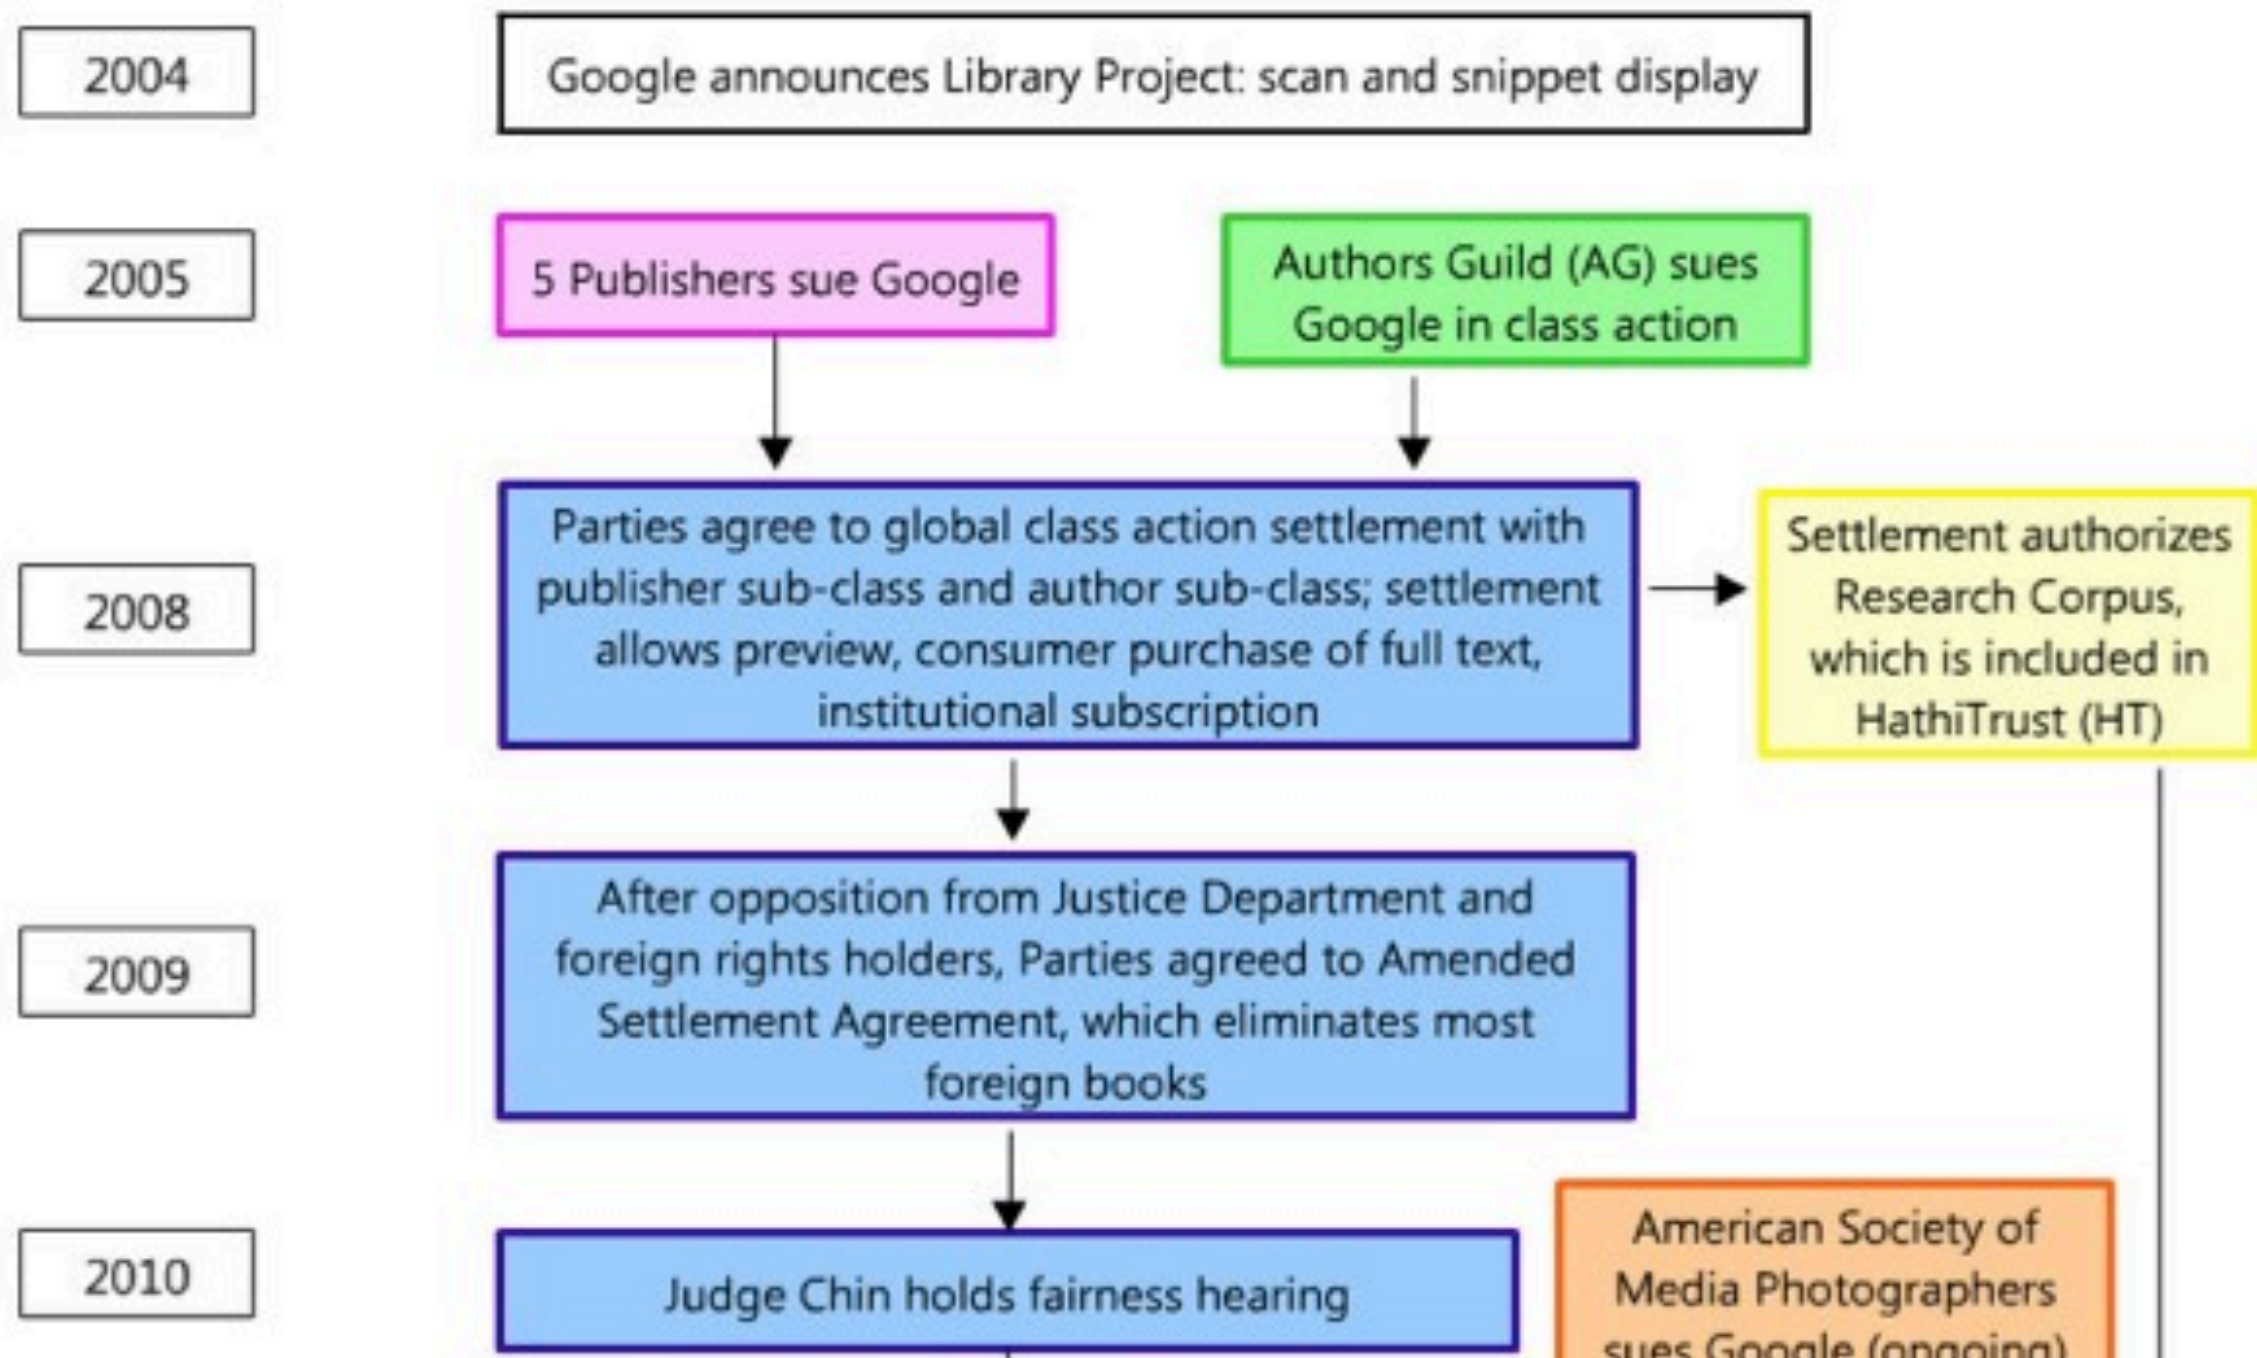 2004
Google announces Library Project: scan and snippet display
2005
5 Publishers sue Google
Authors Guild (AG) sues
Google in class action
2008
Parties agree to global class action settlement with
publisher sub-class and author sub-class; settlement
allows preview, consumer purchase of full text,
institutional subscription
Settlement authorizes
Research Corpus,
which is included in
HathiTrust (HT)
2009
After opposition from Justice Department and
foreign rights holders, Parties agreed to Amended
Settlement Agreement, which eliminates most
foreign books
2010
Judge Chin holds fairness hearing
American Society of
Media Photographers
sues Google (ongoing)